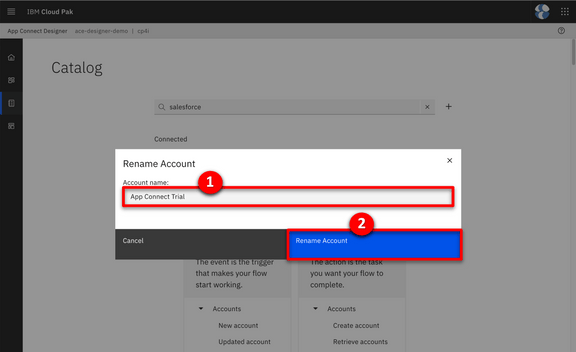 IBM Cloud Pak
App Connect Designer ace-designer-demo | cp4i
Catalog
salesforce
Connected
Rename Account
Account name:
1
App Connect Trial
2
Cancel
Rename Account
The event is the trigger
that makes your flow
start working.
The action is the task
you want your flow to
complete.
Accounts
New account
Updated account
Accounts
Create account
Retrieve accounts